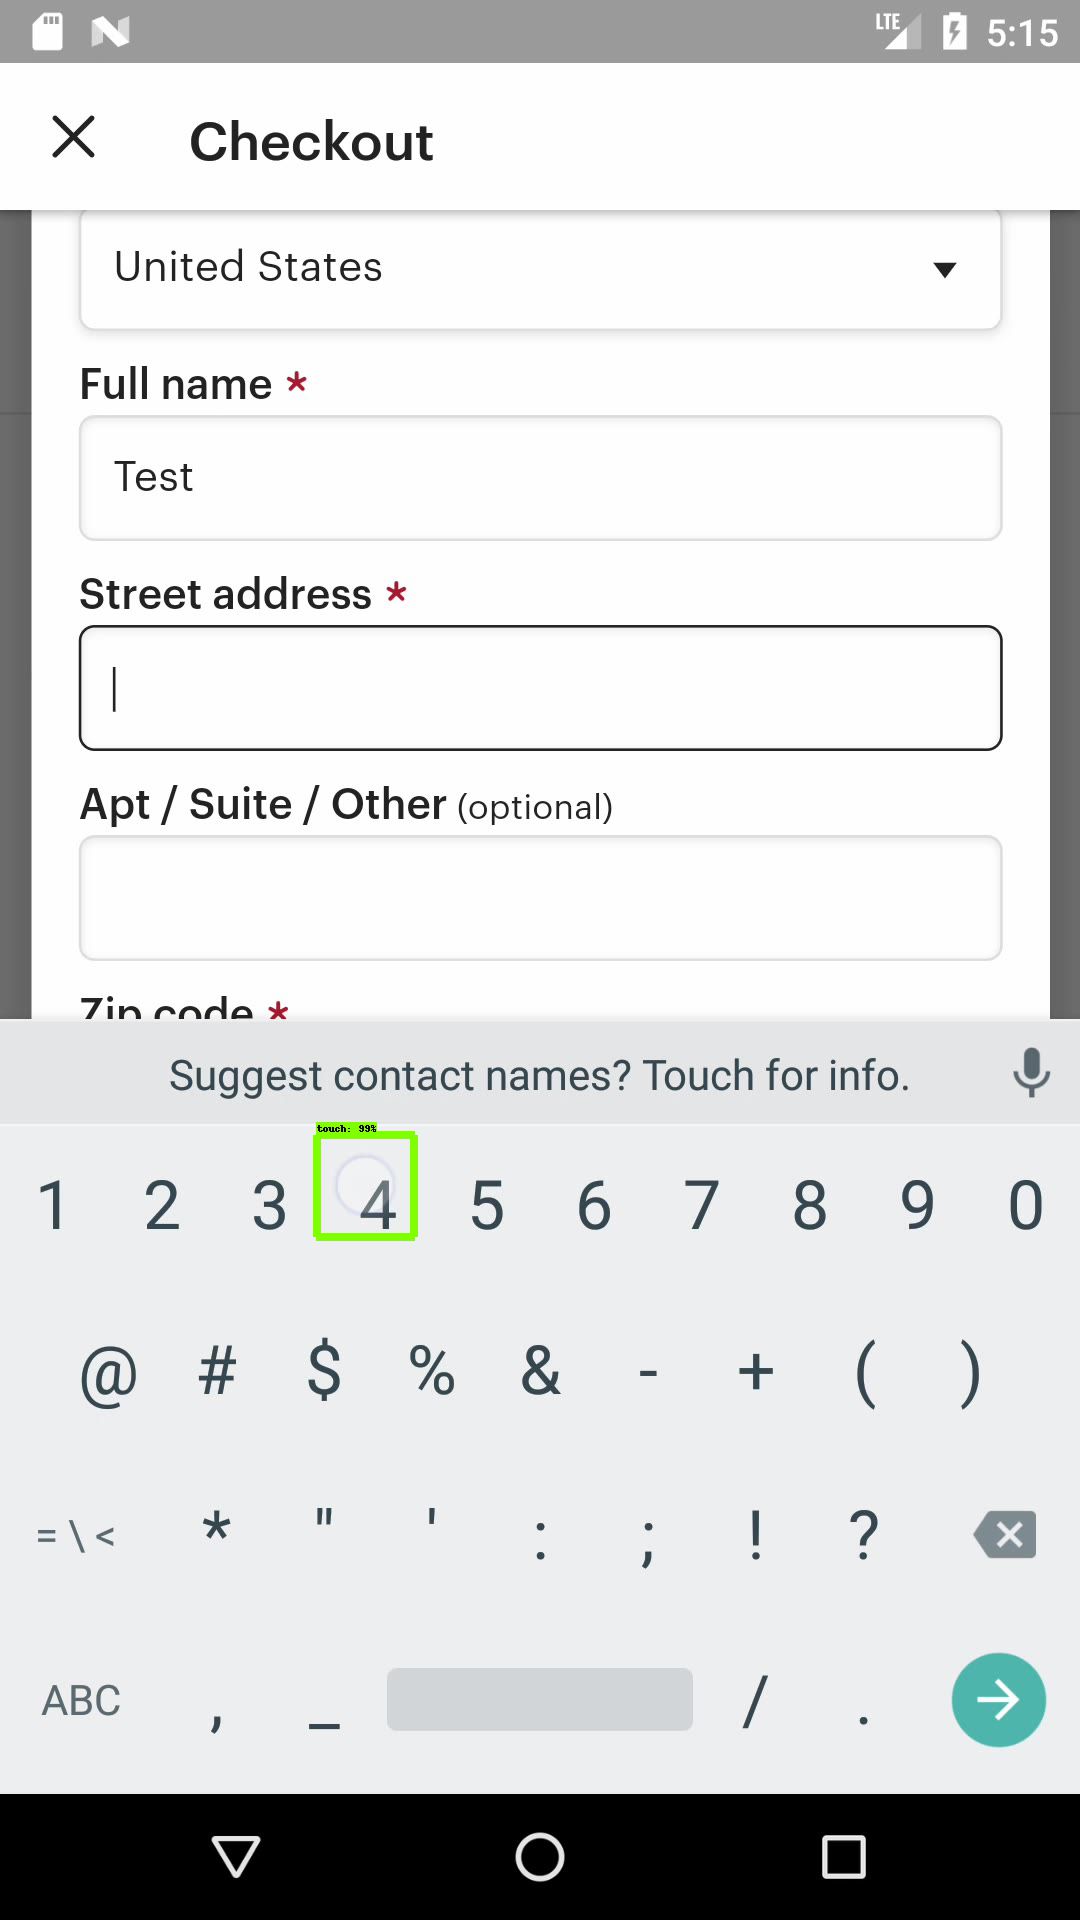 LTE 5:15
Checkout
United States
Full name *
Test
Street address *
Apt / Suite / Other (optional)
Zip code *
Suggest contact names? Touch for info.
touch: 99%
1 2 3 4 5 6 7 8 9 0
@ # $ % & - + ( )
= \ < * " ' : ; ! ?
ABC , _ / .